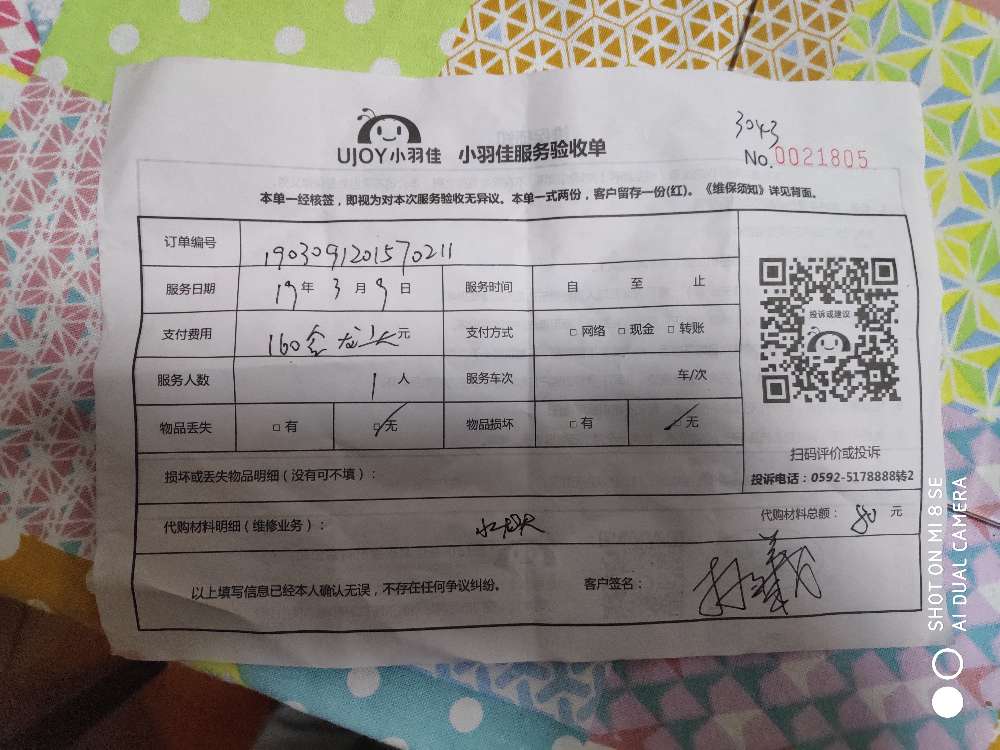 3043
UJOY小羽佳 小羽佳服务验收单
No.0021805
本单一经核签，即视为对本次服务验收无异议。本单一式两份，客户留存一份(红)。《维保须知》详见背面。
订单编号 1903091201570211
服务日期 19年 3月 9日 服务时间 自 至 止
支付费用 160含龙头元 支付方式 □网络 □现金 □转账
服务人数 1人 服务车次 车/次
物品丢失 □有 □无 物品损坏 □有 无
投诉或建议
扫码评价或投诉
投诉电话：0592-5178888转2
损坏或丢失物品明细（没有可不填）：
代购材料明细（维修业务）： 水龙头 代购材料总额： 80 元
以上填写信息已经本人确认无误，不存在任何争议纠纷。 客户签名：
SHOT ON MI 8 SE
AI DUAL CAMERA